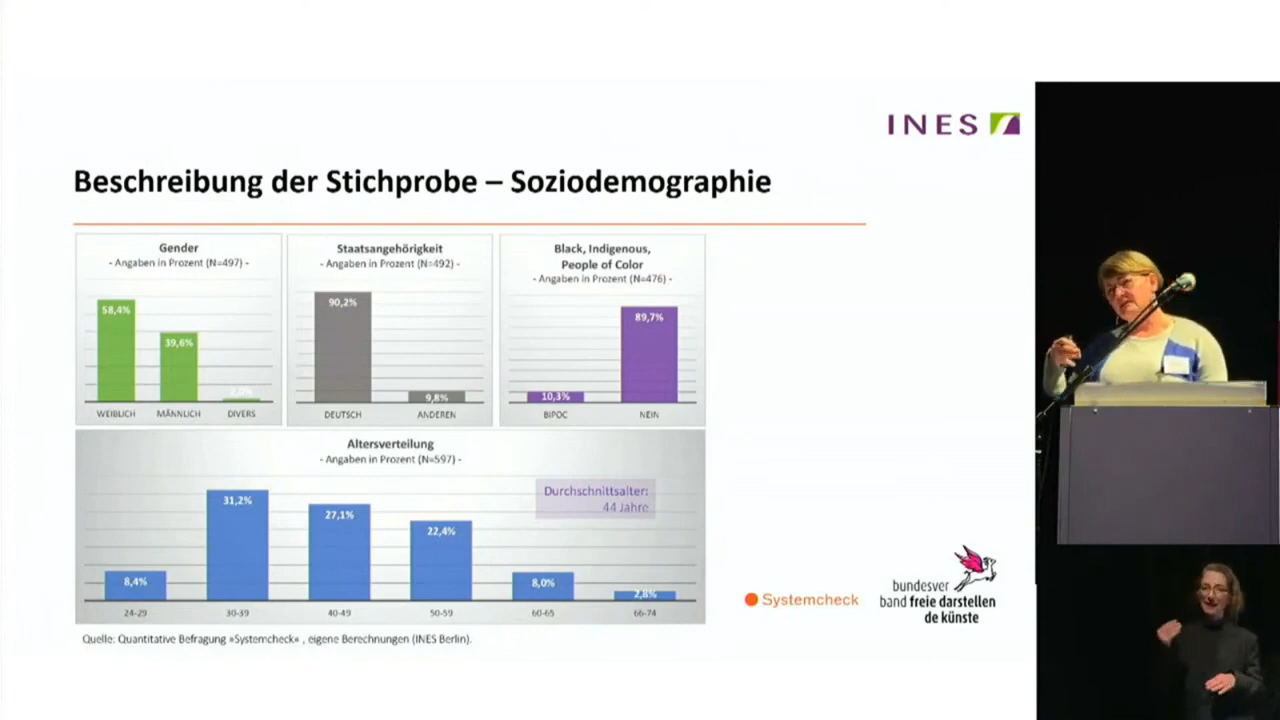 INES
Beschreibung der Stichprobe – Soziodemographie
Gender
- Angaben in Prozent (N=497) -
58,4%
39,6%
2,0%
WEIBLICH
MÄNNLICH
DIVERS
Staatsangehörigkeit
- Angaben in Prozent (N=492) -
90,2%
9,8%
DEUTSCH
ANDEREN
Black, Indigenous,
People of Color
- Angaben in Prozent (N=476) -
10,3%
89,7%
BIPOC
NEIN
Altersverteilung
- Angaben in Prozent (N=597) -
Durchschnittsalter:
44 Jahre
8,4%
31,2%
27,1%
22,4%
8,0%
2,8%
24-29
30-39
40-49
50-59
60-65
66-74
Quelle: Quantitative Befragung »Systemcheck« , eigene Berechnungen (INES Berlin).
Systemcheck
bundesver
band freie darstellen
de künste